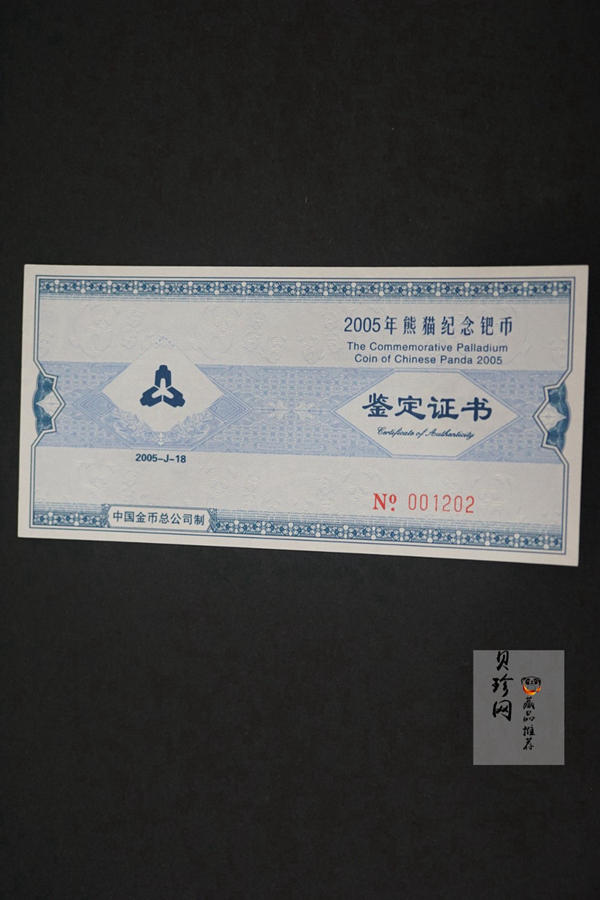 2005年熊猫纪念钯币
The Commemorative Palladium
Coin of Chinese Panda 2005
鉴定证书
Certificate of Authenticity
2005-J-18
Nº 001202
中国金币总公司制
贝珍网
藏品推荐